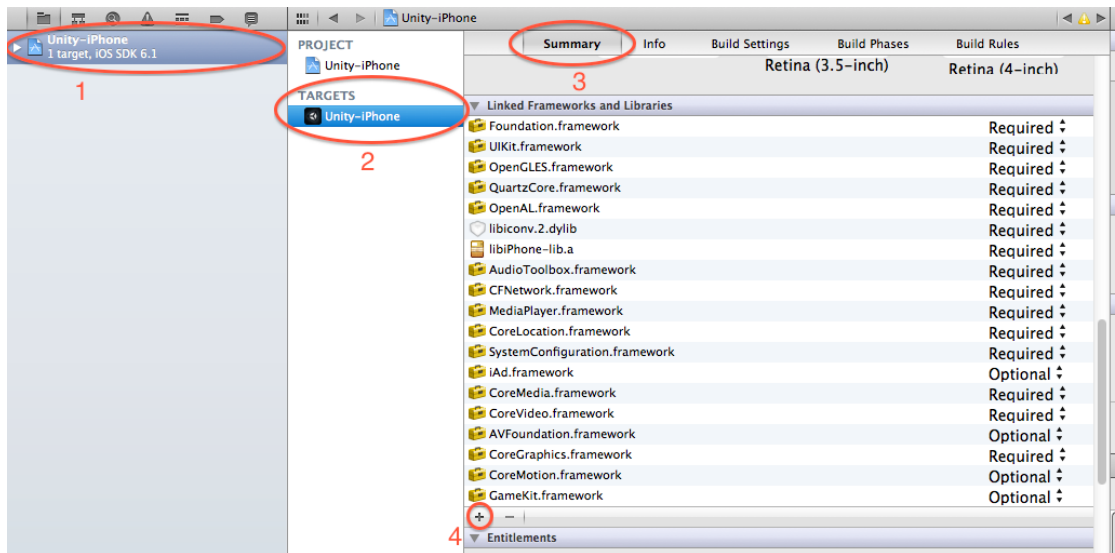 Unity-iPhone
Unity-iPhone
1 target, iOS SDK 6.1
1
PROJECT
Unity-iPhone
TARGETS
Unity-iPhone
2
Summary
Info
Build Settings
Build Phases
Build Rules
3
Retina (3.5-inch)
Retina (4-inch)
Linked Frameworks and Libraries
Foundation.framework Required
UIKit.framework Required
OpenGLES.framework Required
QuartzCore.framework Required
OpenAL.framework Required
libiconv.2.dylib Required
libiPhone-lib.a Required
AudioToolbox.framework Required
CFNetwork.framework Required
MediaPlayer.framework Required
CoreLocation.framework Required
SystemConfiguration.framework Required
iAd.framework Optional
CoreMedia.framework Required
CoreVideo.framework Required
AVFoundation.framework Optional
CoreGraphics.framework Required
CoreMotion.framework Optional
GameKit.framework Optional
+ −
4
Entitlements